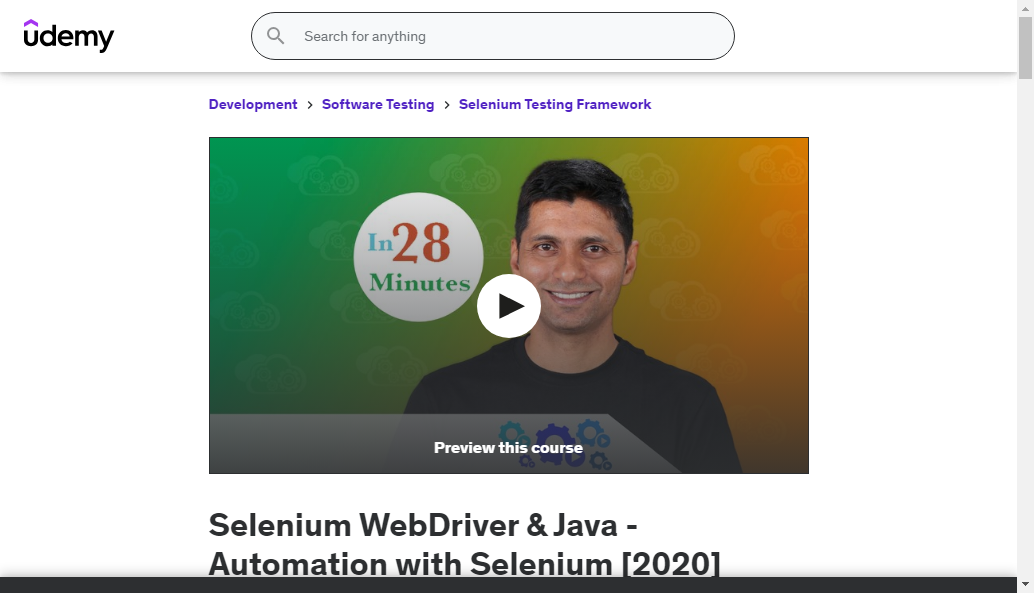 udemy
Search for anything
Development > Software Testing > Selenium Testing Framework
In 28
Minutes
Preview this course
Selenium WebDriver & Java -
Automation with Selenium [2020]